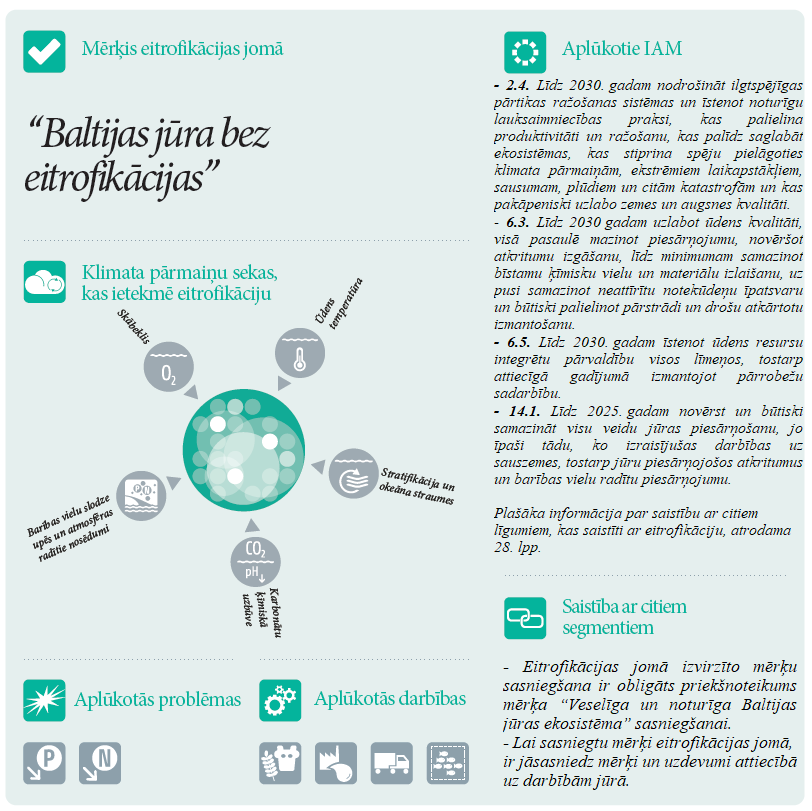 Mērķis eitrofikācijas jomā
“Baltijas jūra bez
eitrofikācijas”
Klimata pārmaiņu sekas,
kas ietekmē eitrofikāciju
Skābeklis
O2
Ūdens
temperatūra
Stratifikācija un
okeāna straumes
CO2
pH↓
Karbonātu
ķīmiskā
uzbūve
P N
Barības vielu slodze
upēs un atmosfēras
radītie nosēdumi
Aplūkotās problēmas
P
N
Aplūkotās darbības
Aplūkotie IAM
- 2.4. Līdz 2030. gadam nodrošināt ilgtspējīgas
pārtikas ražošanas sistēmas un īstenot noturīgu
lauksaimniecības praksi, kas palielina
produktivitāti un ražošanu, kas palīdz saglabāt
ekosistēmas, kas stiprina spēju pielāgoties
klimata pārmaiņām, ekstrēmiem laikapstākļiem,
sausumam, plūdiem un citām katastrofām un kas
pakāpeniski uzlabo zemes un augsnes kvalitāti.
- 6.3. Līdz 2030 gadam uzlabot ūdens kvalitāti,
visā pasaulē mazinot piesārņojumu, novēršot
atkritumu izgāšanu, līdz minimumam samazinot
bīstamu ķīmisku vielu un materiālu izlaišanu, uz
pusi samazinot neattīrītu notekūdeņu īpatsvaru
un būtiski palielinot pārstrādi un drošu atkārtotu
izmantošanu.
- 6.5. Līdz 2030. gadam īstenot ūdens resursu
integrētu pārvaldību visos līmeņos, tostarp
attiecīgā gadījumā izmantojot pārrobežu
sadarbību.
- 14.1. Līdz 2025. gadam novērst un būtiski
samazināt visu veidu jūras piesārņošanu, jo
īpaši tādu, ko izraisījušas darbības uz
sauszemes, tostarp jūru piesārņojošos atkritumus
un barības vielu radītu piesārņojumu.
Plašāka informācija par saistību ar citiem
līgumiem, kas saistīti ar eitrofikāciju, atrodama
28. lpp.
Saistība ar citiem
segmentiem
- Eitrofikācijas jomā izvirzīto mērķu
sasniegšana ir obligāts priekšnoteikums
mērķa “Veselīga un noturīga Baltijas
jūras ekosistēma” sasniegšanai.
- Lai sasniegtu mērķi eitrofikācijas jomā,
ir jāsasniedz mērķi un uzdevumi attiecībā
uz darbībām jūrā.